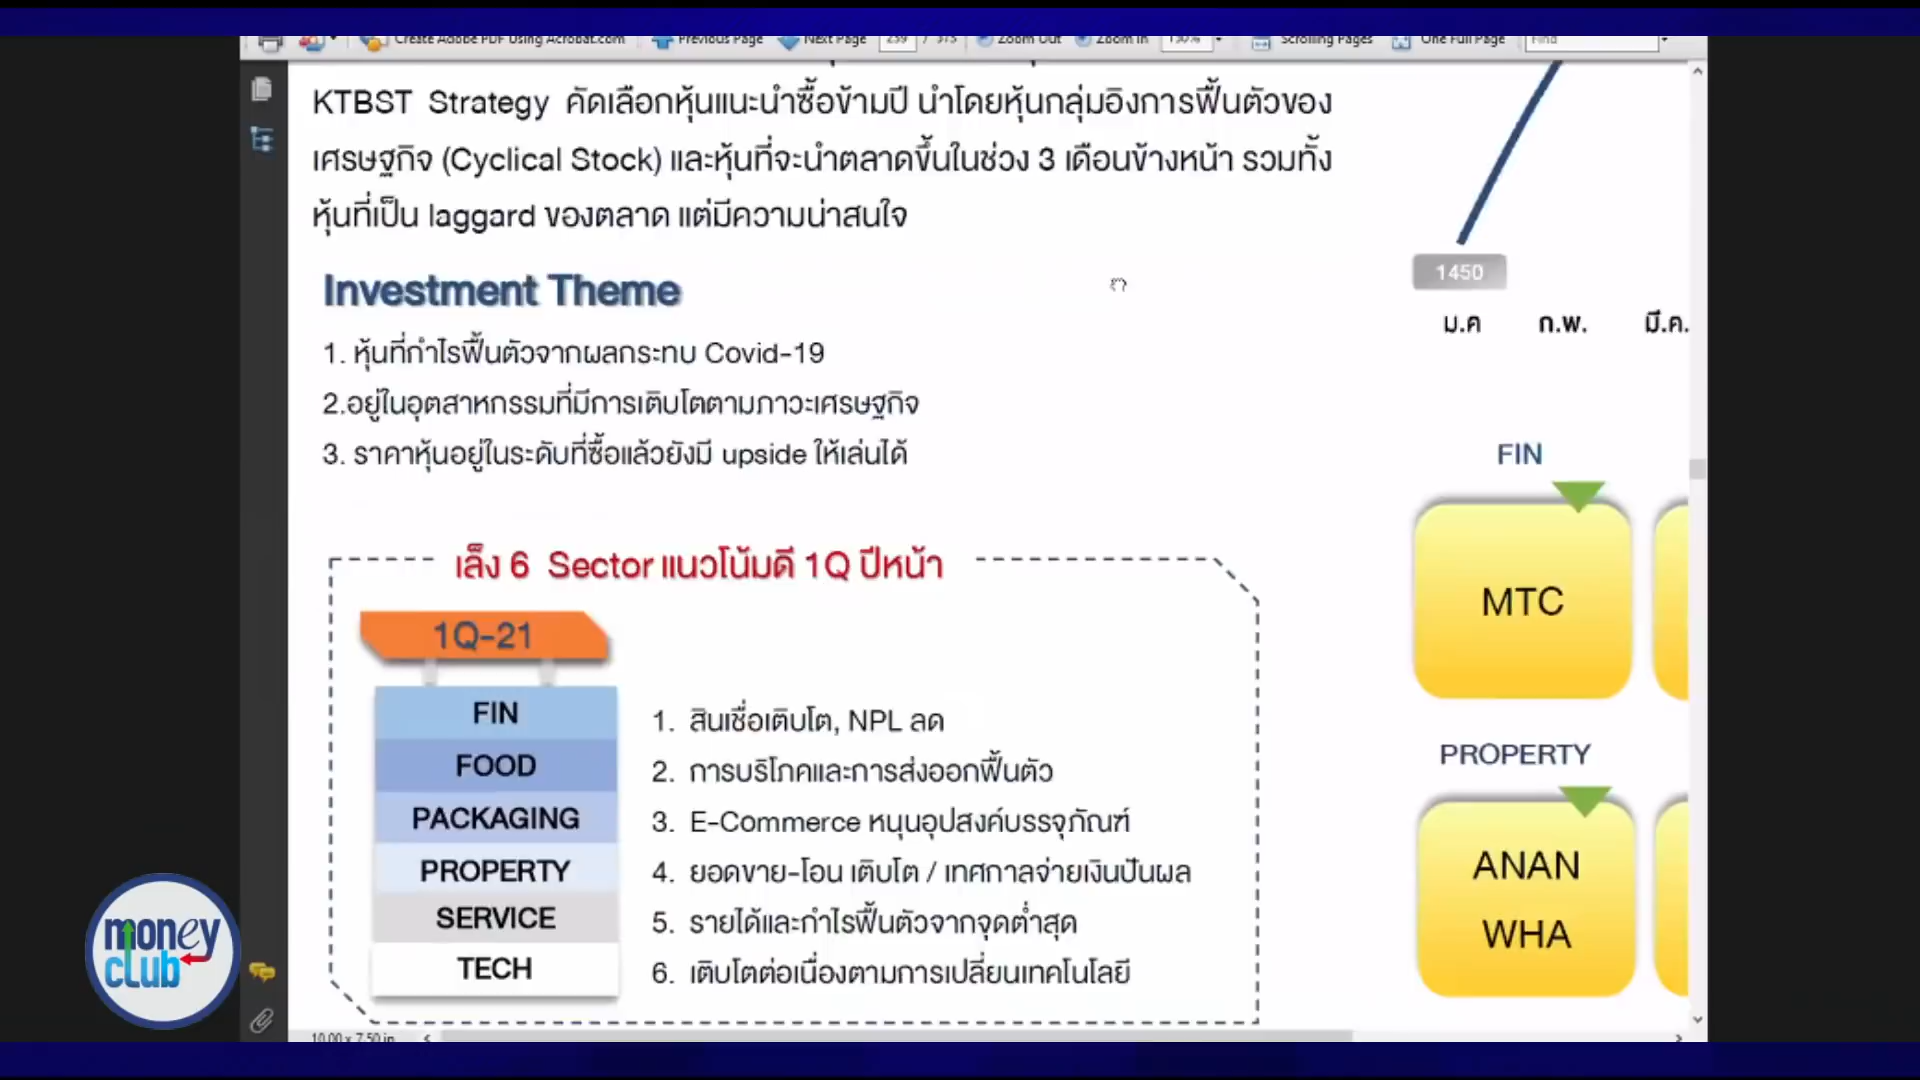 Create Adobe PDF Using Acrobat.com Previous Page Next Page 259 / 373 Zoom Out Zoom In 150% Scrolling Pages One Full Page Find
KTBST Strategy คัดเลือกหุ้นแนะนำซื้อข้ามปี นำโดยหุ้นกลุ่มอิงการฟื้นตัวของ
เศรษฐกิจ (Cyclical Stock) และหุ้นที่จะนำตลาดขึ้นในช่วง 3 เดือนข้างหน้า รวมทั้ง
หุ้นที่เป็น laggard ของตลาด แต่มีความน่าสนใจ
Investment Theme
1. หุ้นที่กำไรฟื้นตัวจากผลกระทบ Covid-19
2.อยู่ในอุตสาหกรรมที่มีการเติบโตตามภาวะเศรษฐกิจ
3. ราคาหุ้นอยู่ในระดับที่ซื้อแล้วยังมี upside ให้เล่นได้
1450
ม.ค ก.พ. มี.ค.
เล็ง 6 Sector แนวโน้มดี 1Q ปีหน้า
1Q-21
FIN 1. สินเชื่อเติบโต, NPL ลด
FOOD 2. การบริโภคและการส่งออกฟื้นตัว
PACKAGING 3. E-Commerce หนุนอุปสงค์บรรจุภัณฑ์
PROPERTY 4. ยอดขาย-โอน เติบโต / เทศกาลจ่ายเงินปันผล
SERVICE 5. รายได้และกำไรฟื้นตัวจากจุดต่ำสุด
TECH 6. เติบโตต่อเนื่องตามการเปลี่ยนเทคโนโลยี
FIN
MTC
PROPERTY
ANAN
WHA
money
club
10.00 x 7.50 in